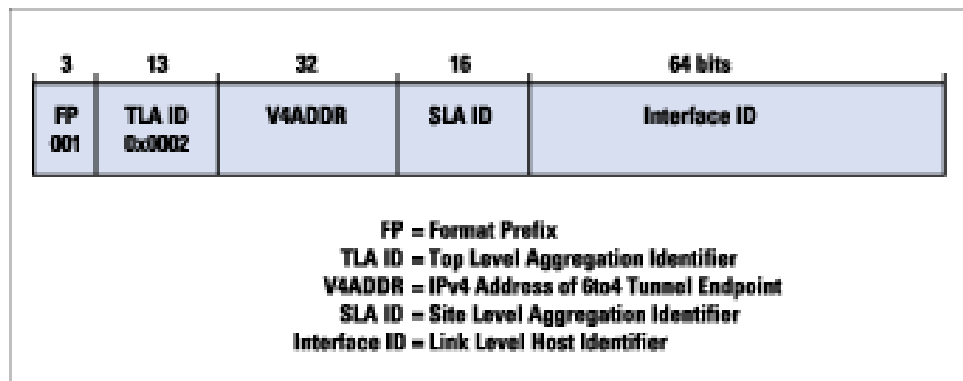 3 13 32 16 64 bits
FP TLA ID V4ADDR SLA ID Interface ID
001 0x0002
FP = Format Prefix
TLA ID = Top Level Aggregation Identifier
V4ADDR = IPv4 Address of 6to4 Tunnel Endpoint
SLA ID = Site Level Aggregation Identifier
Interface ID = Link Level Host Identifier